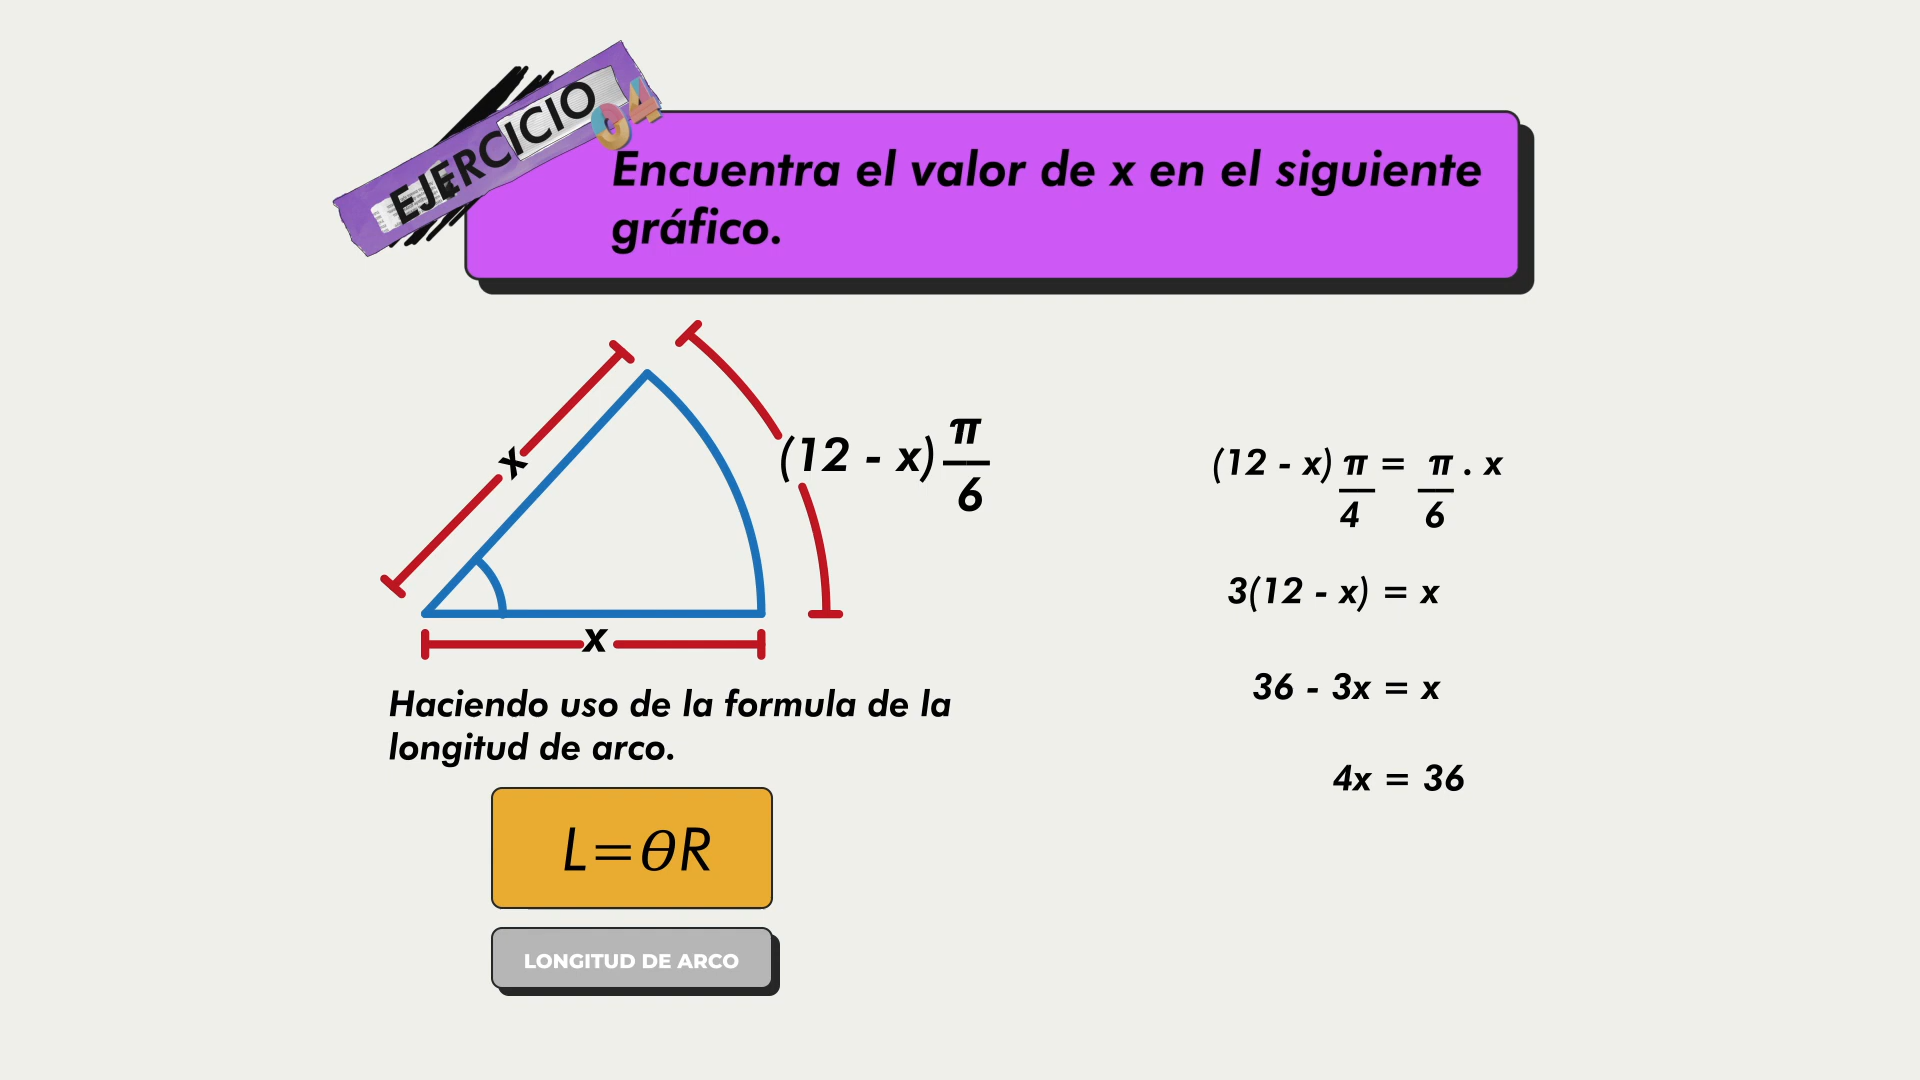 EJERCICIO 04
Encuentra el valor de x en el siguiente
gráfico.
x
(12 - x) π/6
x
Haciendo uso de la formula de la
longitud de arco.
L=θR
LONGITUD DE ARCO
(12 - x) π/4 = π/6 . x
3(12 - x) = x
36 - 3x = x
4x = 36